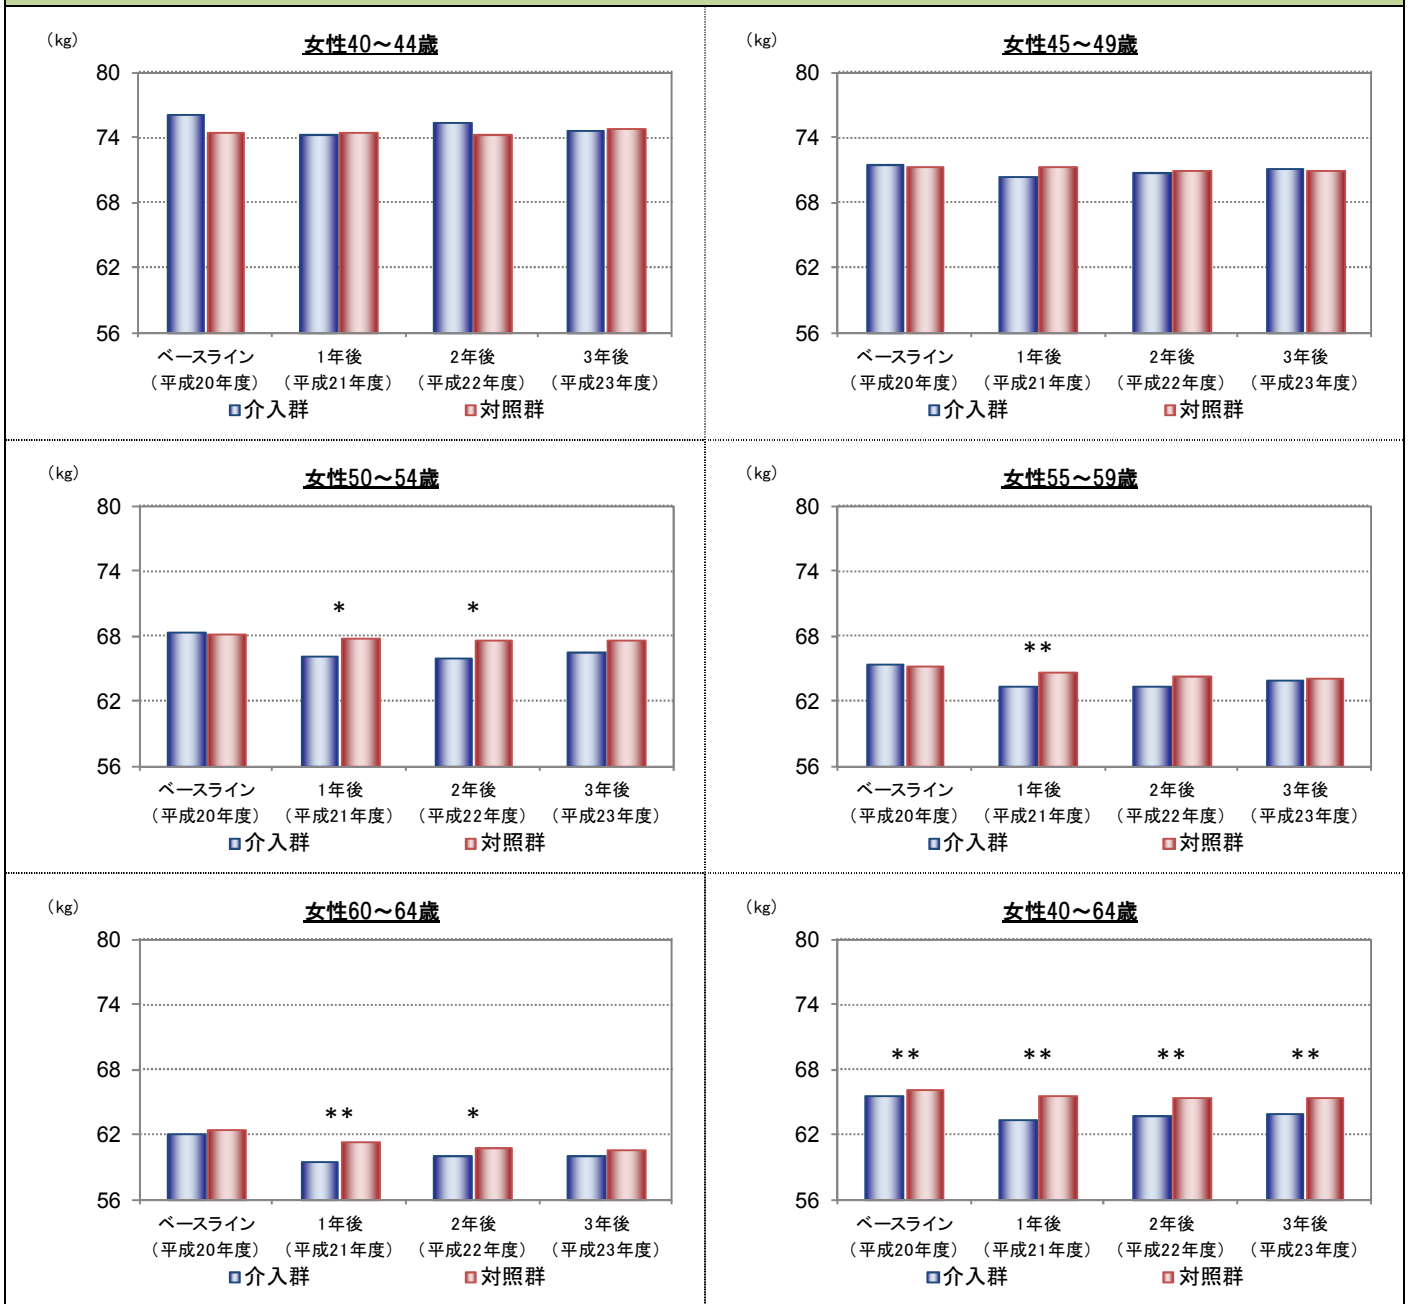 (kg)
女性40～44歳
80
74
68
62
56
ベースライン 1年後 2年後 3年後
（平成20年度） （平成21年度） （平成22年度） （平成23年度）
介入群 対照群
(kg)
女性45～49歳
80
74
68
62
56
ベースライン 1年後 2年後 3年後
（平成20年度） （平成21年度） （平成22年度） （平成23年度）
介入群 対照群
(kg)
女性50～54歳
80
74
* *
68
62
56
ベースライン 1年後 2年後 3年後
（平成20年度） （平成21年度） （平成22年度） （平成23年度）
介入群 対照群
(kg)
女性55～59歳
80
74
68
**
62
56
ベースライン 1年後 2年後 3年後
（平成20年度） （平成21年度） （平成22年度） （平成23年度）
介入群 対照群
(kg)
女性60～64歳
80
74
68
** *
62
56
ベースライン 1年後 2年後 3年後
（平成20年度） （平成21年度） （平成22年度） （平成23年度）
介入群 対照群
(kg)
女性40～64歳
80
74
** ** ** **
68
62
56
ベースライン 1年後 2年後 3年後
（平成20年度） （平成21年度） （平成22年度） （平成23年度）
介入群 対照群